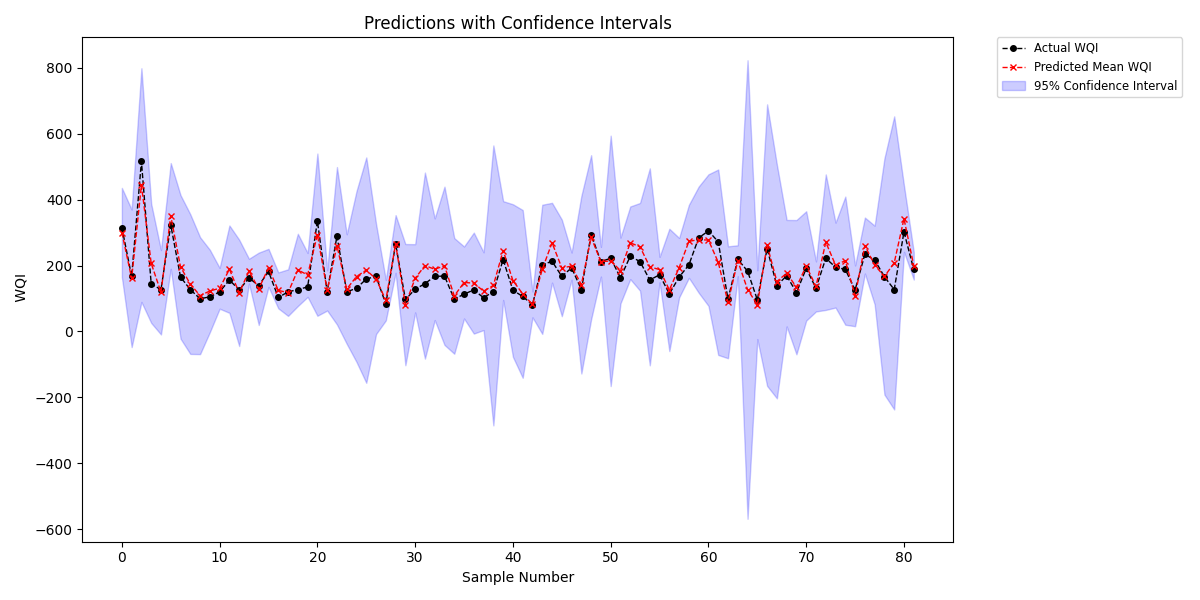 Predictions with Confidence Intervals
Actual WQI
Predicted Mean WQI
95% Confidence Interval
WQI
800
600
400
200
0
−200
−400
−600
0 10 20 30 40 50 60 70 80
Sample Number